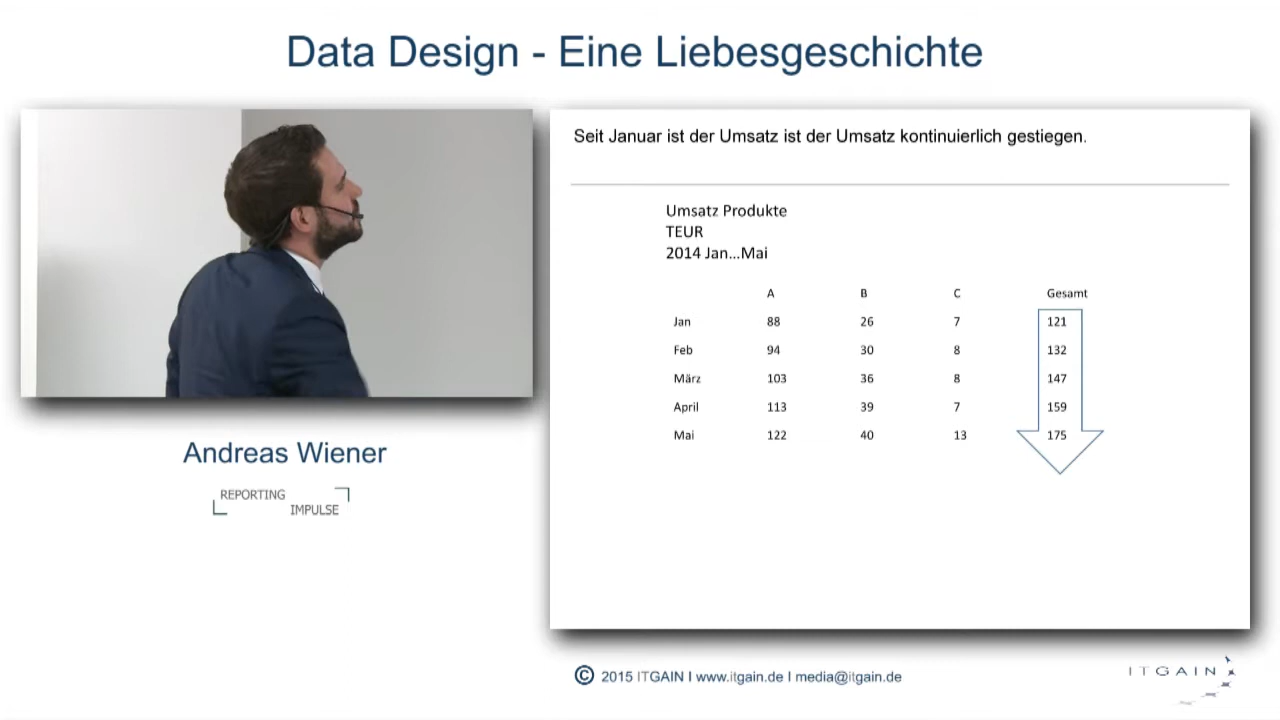 Data Design - Eine Liebesgeschichte
Seit Januar ist der Umsatz ist der Umsatz kontinuierlich gestiegen.
Umsatz Produkte
TEUR
2014 Jan...Mai
A B C Gesamt
Jan 88 26 7 121
Feb 94 30 8 132
März 103 36 8 147
April 113 39 7 159
Mai 122 40 13 175
Andreas Wiener
REPORTING
IMPULSE
© 2015 ITGAIN I www.itgain.de I media@itgain.de
ITGAIN